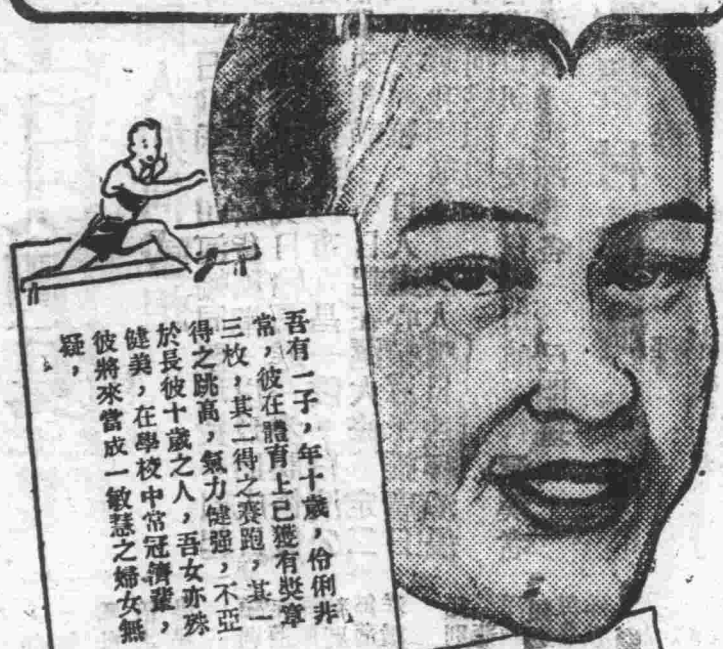 吾有一子,年十歲,伶俐非
常,彼在體育上已獲有奬章
三枚,其二得之賽跑,其一
得之跳高,氣力健强,不亞
於長彼十歲之人,吾女亦殊
健美,在學校中常冠儕輩,
彼將來當成一敏慧之婦女無
疑,